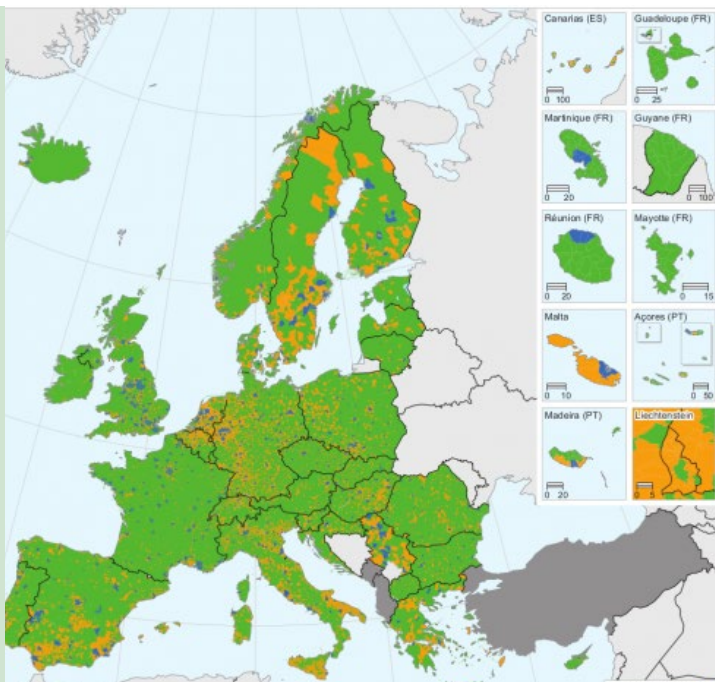 Canarias (ES)
0 100
Guadeloupe (FR)
0 25
Martinique (FR)
0 20
Guyane (FR)
0 100
Réunion (FR)
0 20
Mayotte (FR)
0 15
Malta
0 10
Açores (PT)
0 50
Madeira (PT)
0 20
Liechtenstein
0 5